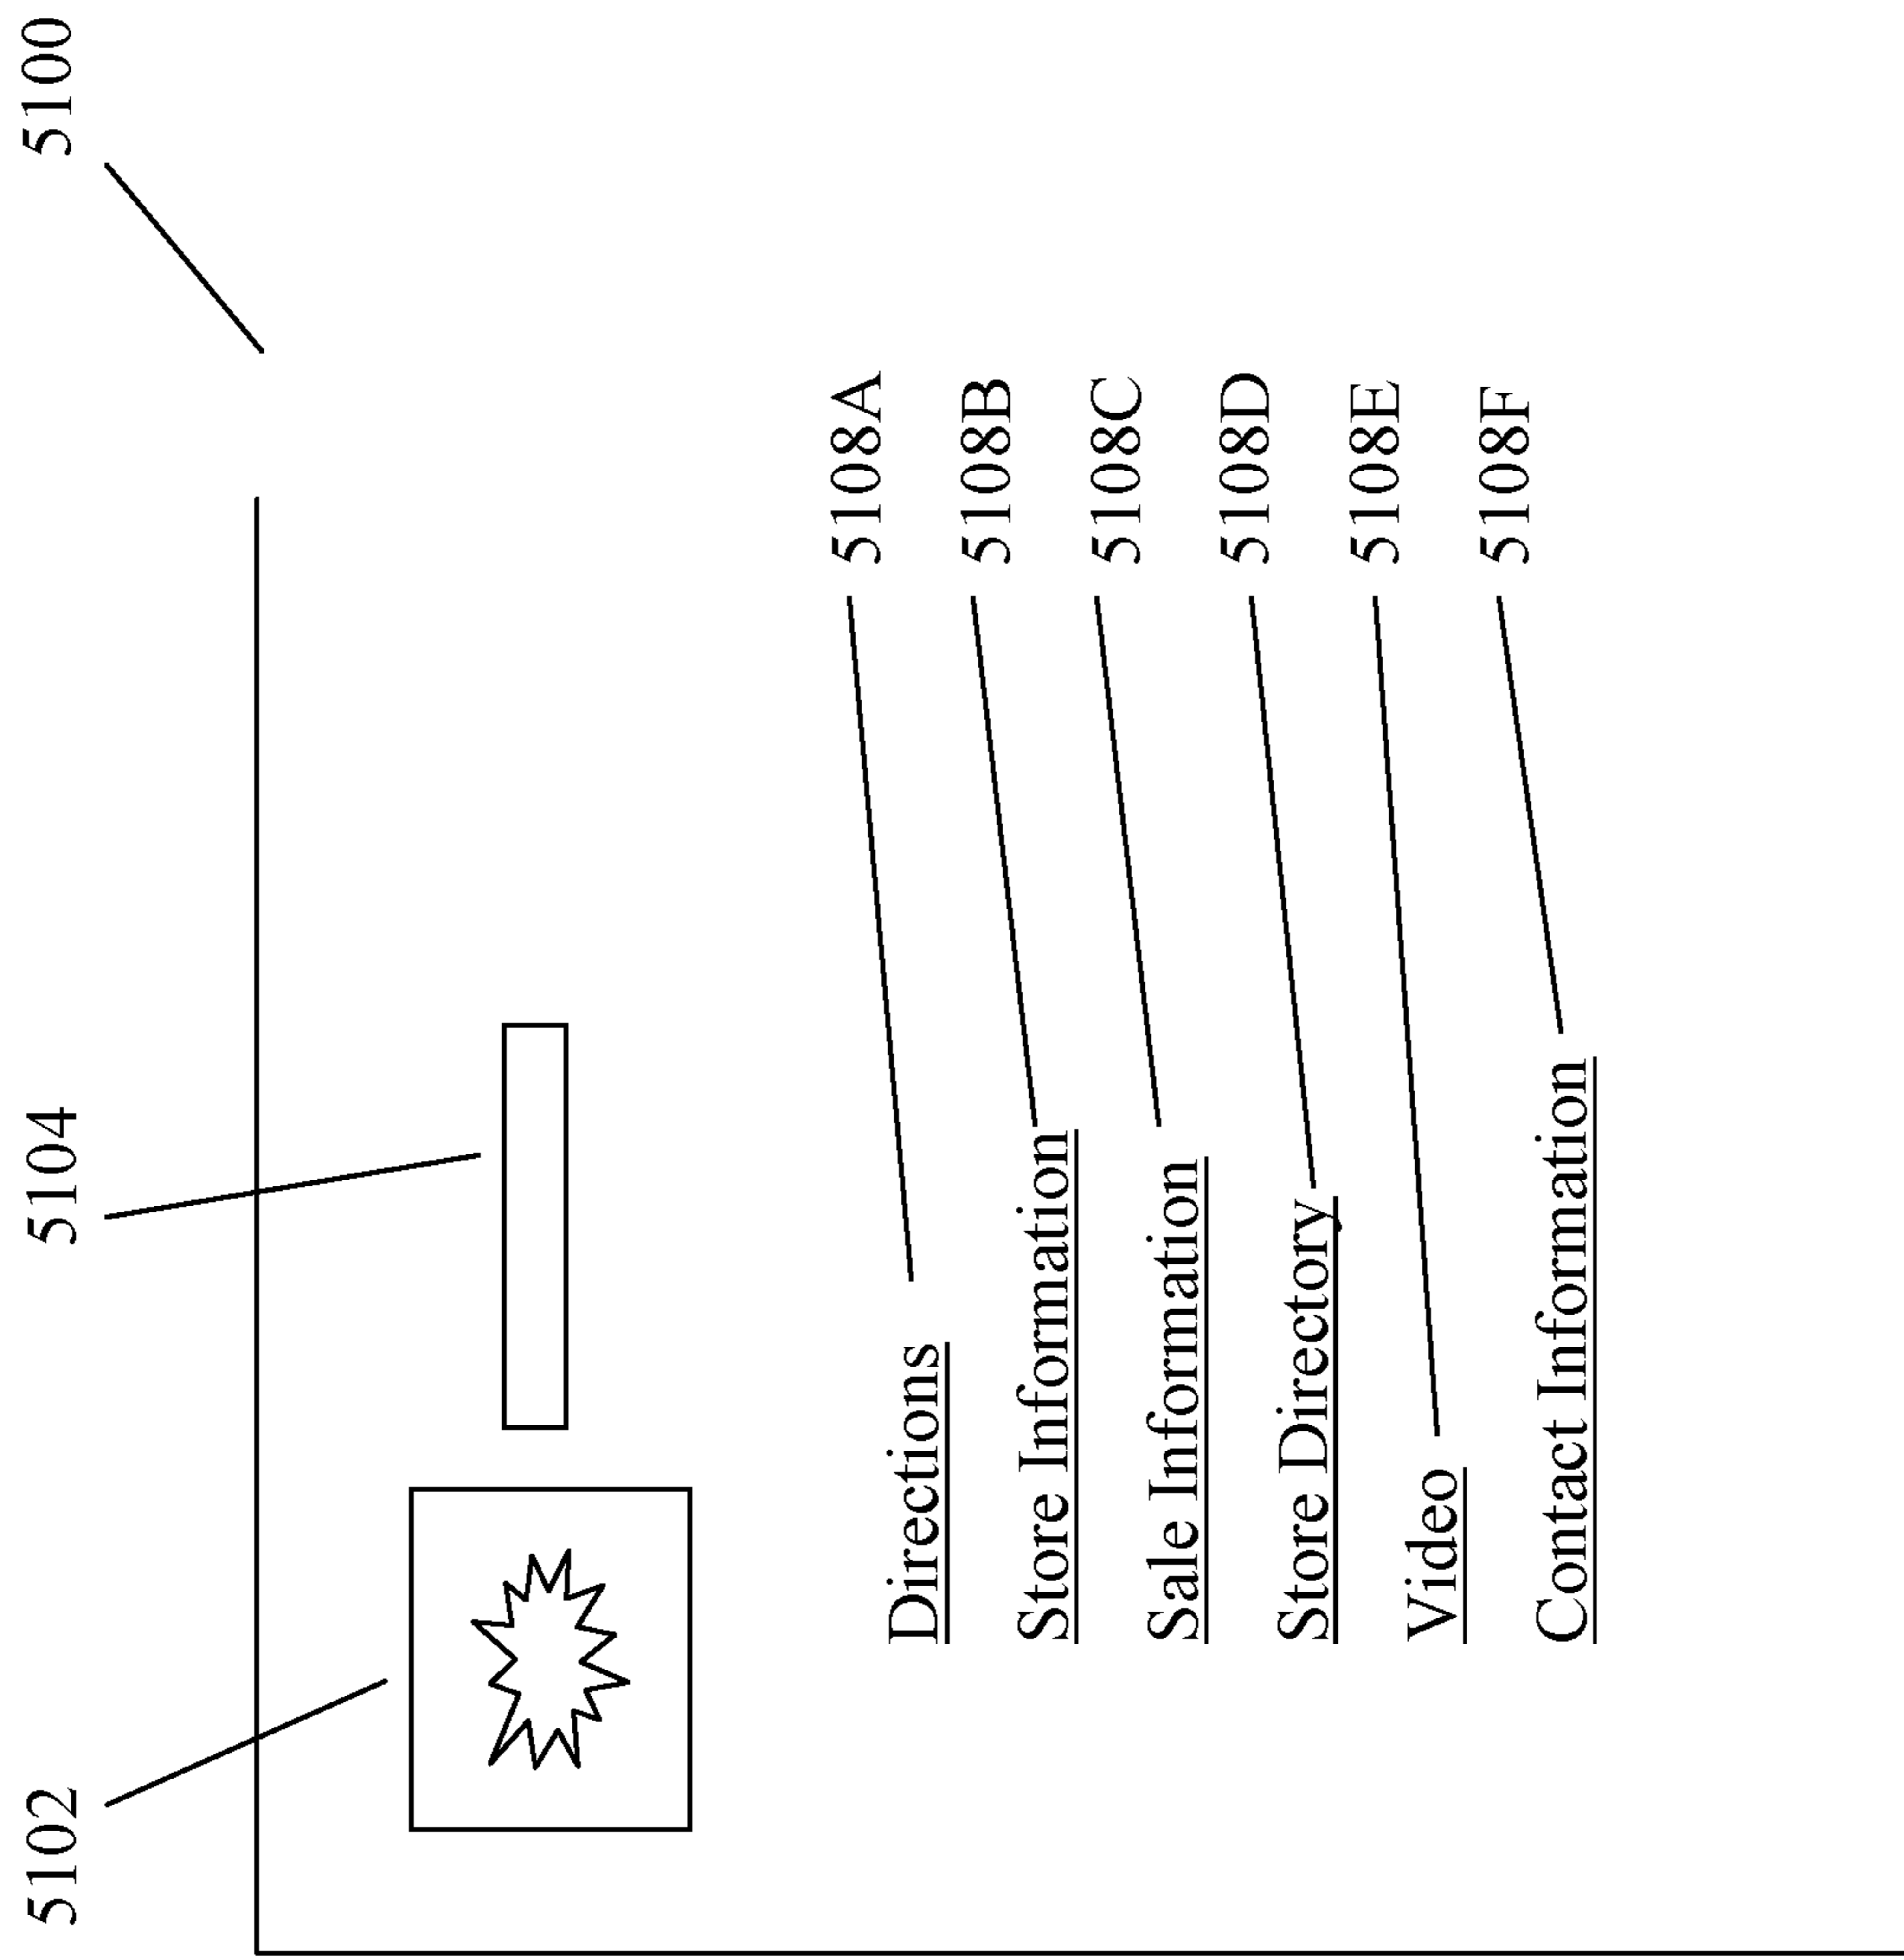 5102
5104
5100
Directions 5108A
Store Information 5108B
Sale Information 5108C
Store Directory 5108D
Video 5108E
Contact Information 5108F